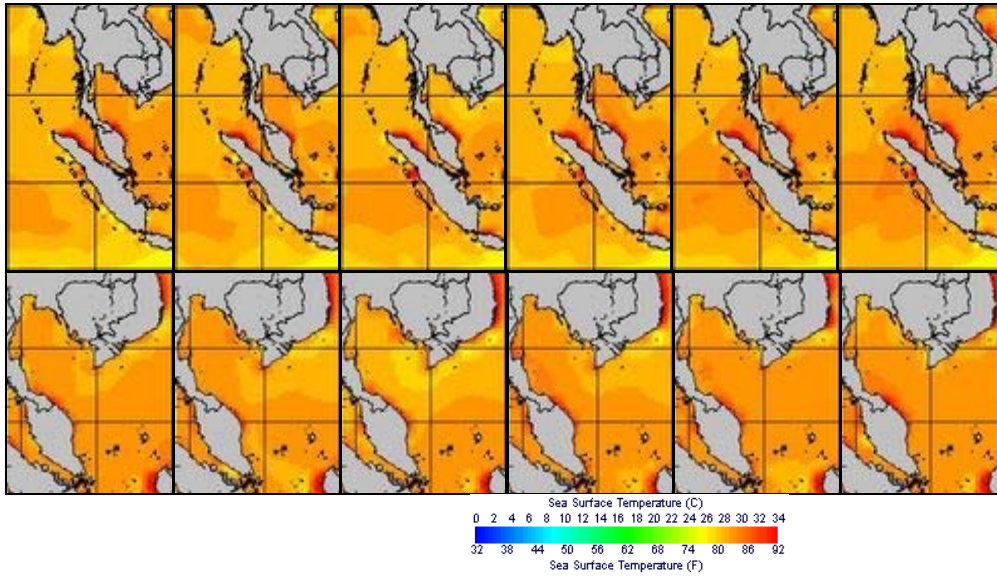 Sea Surface Temperature (C)
0 2 4 6 8 10 12 14 16 18 20 22 24 26 28 30 32 34
32 38 44 50 56 62 68 74 80 86 92
Sea Surface Temperature (F)